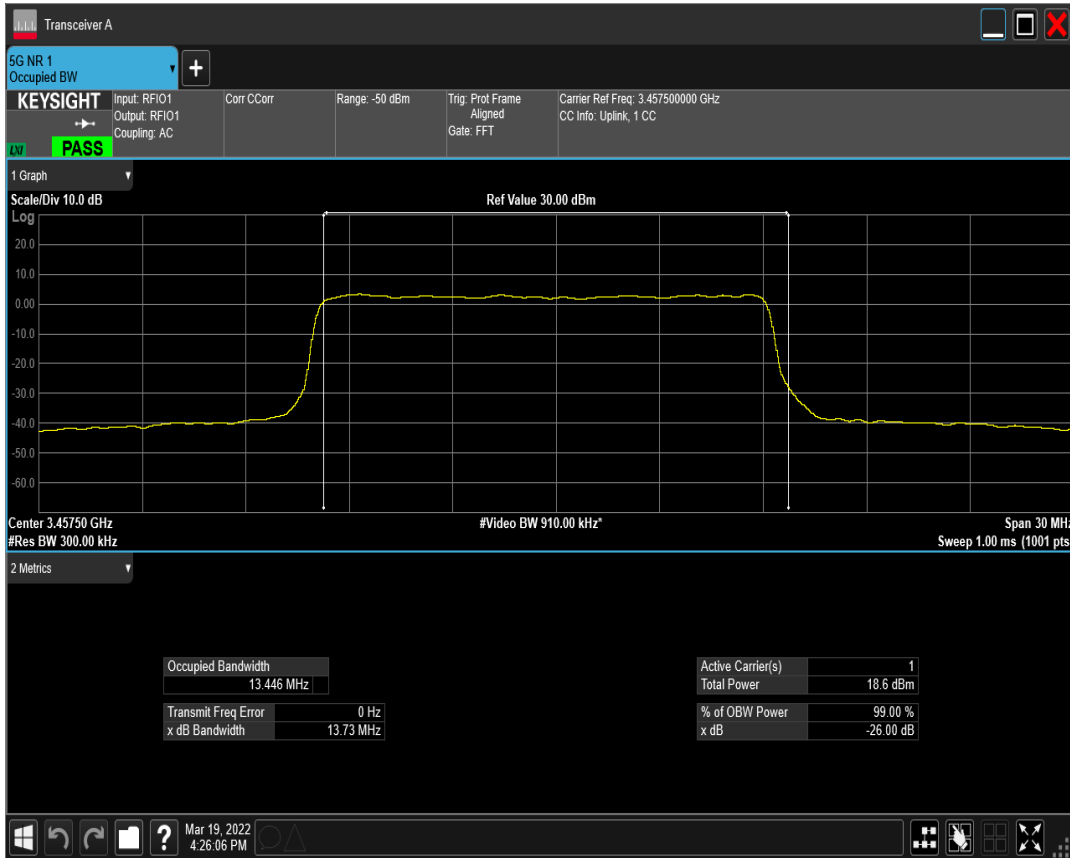 Transceiver A
5G NR 1
Occupied BW
+
KEYSIGHT
LXI
PASS
Input: RFIO1
Output: RFIO1
Coupling: AC
Corr CCorr
Range: -50 dBm
Trig: Prot Frame
Aligned
Gate: FFT
Carrier Ref Freq: 3.457500000 GHz
CC Info: Uplink, 1 CC
1 Graph
Scale/Div 10.0 dB
Ref Value 30.00 dBm
Log
20.0
10.0
0.00
-10.0
-20.0
-30.0
-40.0
-50.0
-60.0
Center 3.45750 GHz
#Video BW 910.00 kHz*
Span 30 MHz
#Res BW 300.00 kHz
Sweep 1.00 ms (1001 pts
2 Metrics
Occupied Bandwidth
13.446 MHz
Transmit Freq Error 0 Hz
x dB Bandwidth 13.73 MHz
Active Carrier(s) 1
Total Power 18.6 dBm
% of OBW Power 99.00 %
x dB -26.00 dB
?
Mar 19, 2022
4:26:06 PM